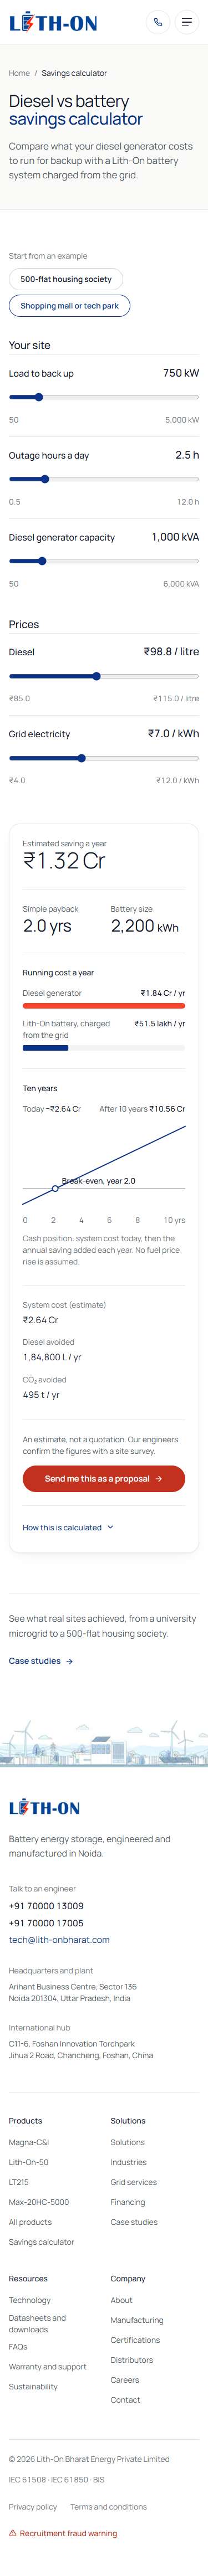 LITH-ON
Home / Savings calculator
Diesel vs battery
savings calculator
Compare what your diesel generator costs
to run for backup with a Lith-On battery
system charged from the grid.
Start from an example
500-flat housing society
Shopping mall or tech park
Your site
Load to back up 750 kW
50 5,000 kW
Outage hours a day 2.5 h
0.5 12.0 h
Diesel generator capacity 1,000 kVA
50 6,000 kVA
Prices
Diesel ₹98.8 / litre
₹85.0 ₹115.0 / litre
Grid electricity ₹7.0 / kWh
₹4.0 ₹12.0 / kWh
Estimated saving a year
₹1.32 Cr
Simple payback Battery size
2.0 yrs 2,200 kWh
Running cost a year
Diesel generator ₹1.84 Cr / yr
Lith-On battery, charged ₹51.5 lakh / yr
from the grid
Ten years
Today −₹2.64 Cr After 10 years ₹10.56 Cr
Break-even, year 2.0
0 2 4 6 8 10 yrs
Cash position: system cost today, then the
annual saving added each year. No fuel price
rise is assumed.
System cost (estimate)
₹2.64 Cr
Diesel avoided
1,84,800 L / yr
CO₂ avoided
495 t / yr
An estimate, not a quotation. Our engineers
confirm the figures with a site survey.
Send me this as a proposal →
How this is calculated
See what real sites achieved, from a university
microgrid to a 500-flat housing society.
Case studies →
LITH-ON
Battery energy storage, engineered and
manufactured in Noida.
Talk to an engineer
+91 70000 13009
+91 70000 17005
tech@lith-onbharat.com
Headquarters and plant
Arihant Business Centre, Sector 136
Noida 201304, Uttar Pradesh, India
International hub
C11-6, Foshan Innovation Torchpark
Jihua 2 Road, Chancheng, Foshan, China
Products Solutions
Magna-C&I Solutions
Lith-On-50 Industries
LT215 Grid services
Max-20HC-5000 Financing
All products Case studies
Savings calculator
Resources Company
Technology About
Datasheets and Manufacturing
downloads
FAQs Certifications
Warranty and support Distributors
Sustainability Careers
Contact
© 2026 Lith-On Bharat Energy Private Limited
IEC 61508 · IEC 61850 · BIS
Privacy policy Terms and conditions
Recruitment fraud warning